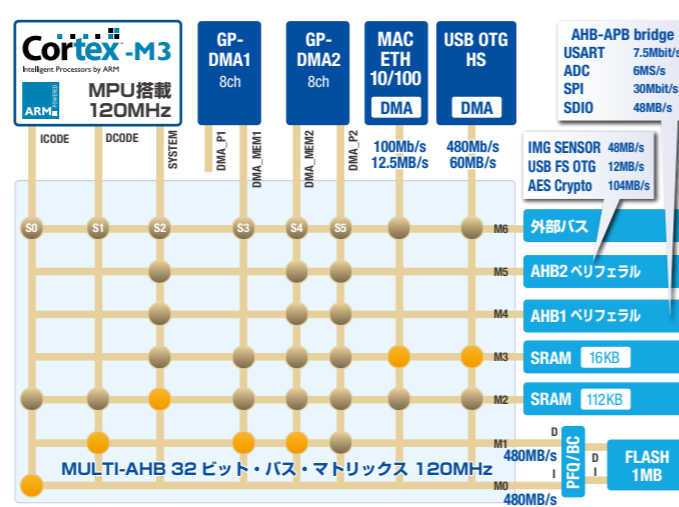 Cortex-M3
Intelligent Processors by ARM
ARM POWERED
MPU搭載
120MHz
GP-
DMA1
8ch
GP-
DMA2
8ch
MAC
ETH
10/100
DMA
USB OTG
HS
DMA
AHB-APB bridge
USART 7.5Mbit/s
ADC 6MS/s
SPI 30Mbit/s
SDIO 48MB/s
ICODE
DCODE
SYSTEM
DMA_P1
DMA_MEM1
DMA_MEM2
DMA_P2
100Mb/s
12.5MB/s
480Mb/s
60MB/s
IMG SENSOR 48MB/s
USB FS OTG 12MB/s
AES Crypto 104MB/s
S0
S1
S2
S3
S4
S5
M6
外部バス
M5
AHB2 ペリフェラル
M4
AHB1 ペリフェラル
M3
SRAM 16KB
M2
SRAM 112KB
M1
D
480MB/s
I
PFQ/BC
D
I
FLASH
1MB
MULTI-AHB 32 ビット・バス・マトリックス 120MHz
M0
480MB/s